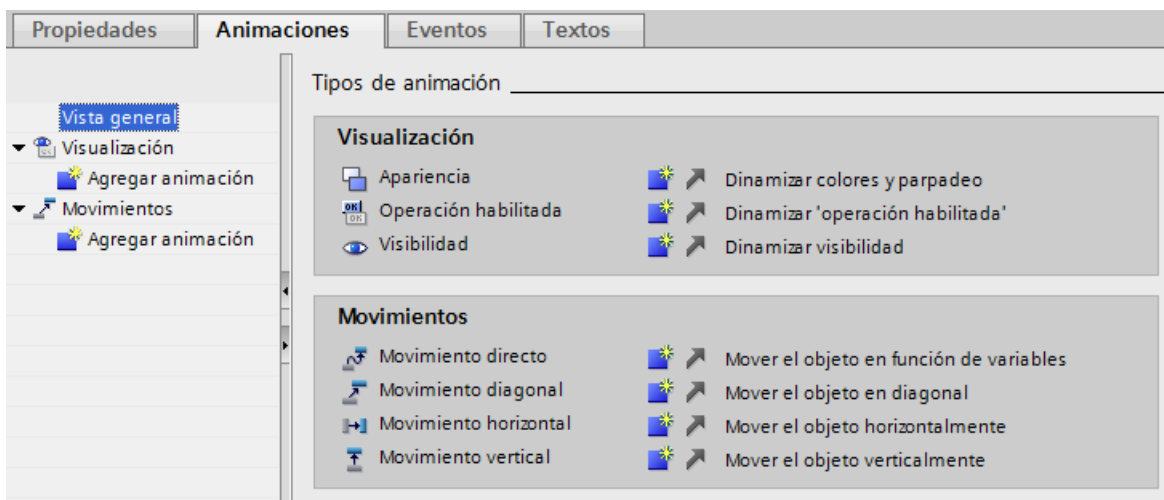 Propiedades
Animaciones
Eventos
Textos
Vista general
Visualización
Agregar animación
Movimientos
Agregar animación
Tipos de animación
Visualización
Apariencia
Dinamizar colores y parpadeo
Operación habilitada
Dinamizar 'operación habilitada'
Visibilidad
Dinamizar visibilidad
Movimientos
Movimiento directo
Mover el objeto en función de variables
Movimiento diagonal
Mover el objeto en diagonal
Movimiento horizontal
Mover el objeto horizontalmente
Movimiento vertical
Mover el objeto verticalmente